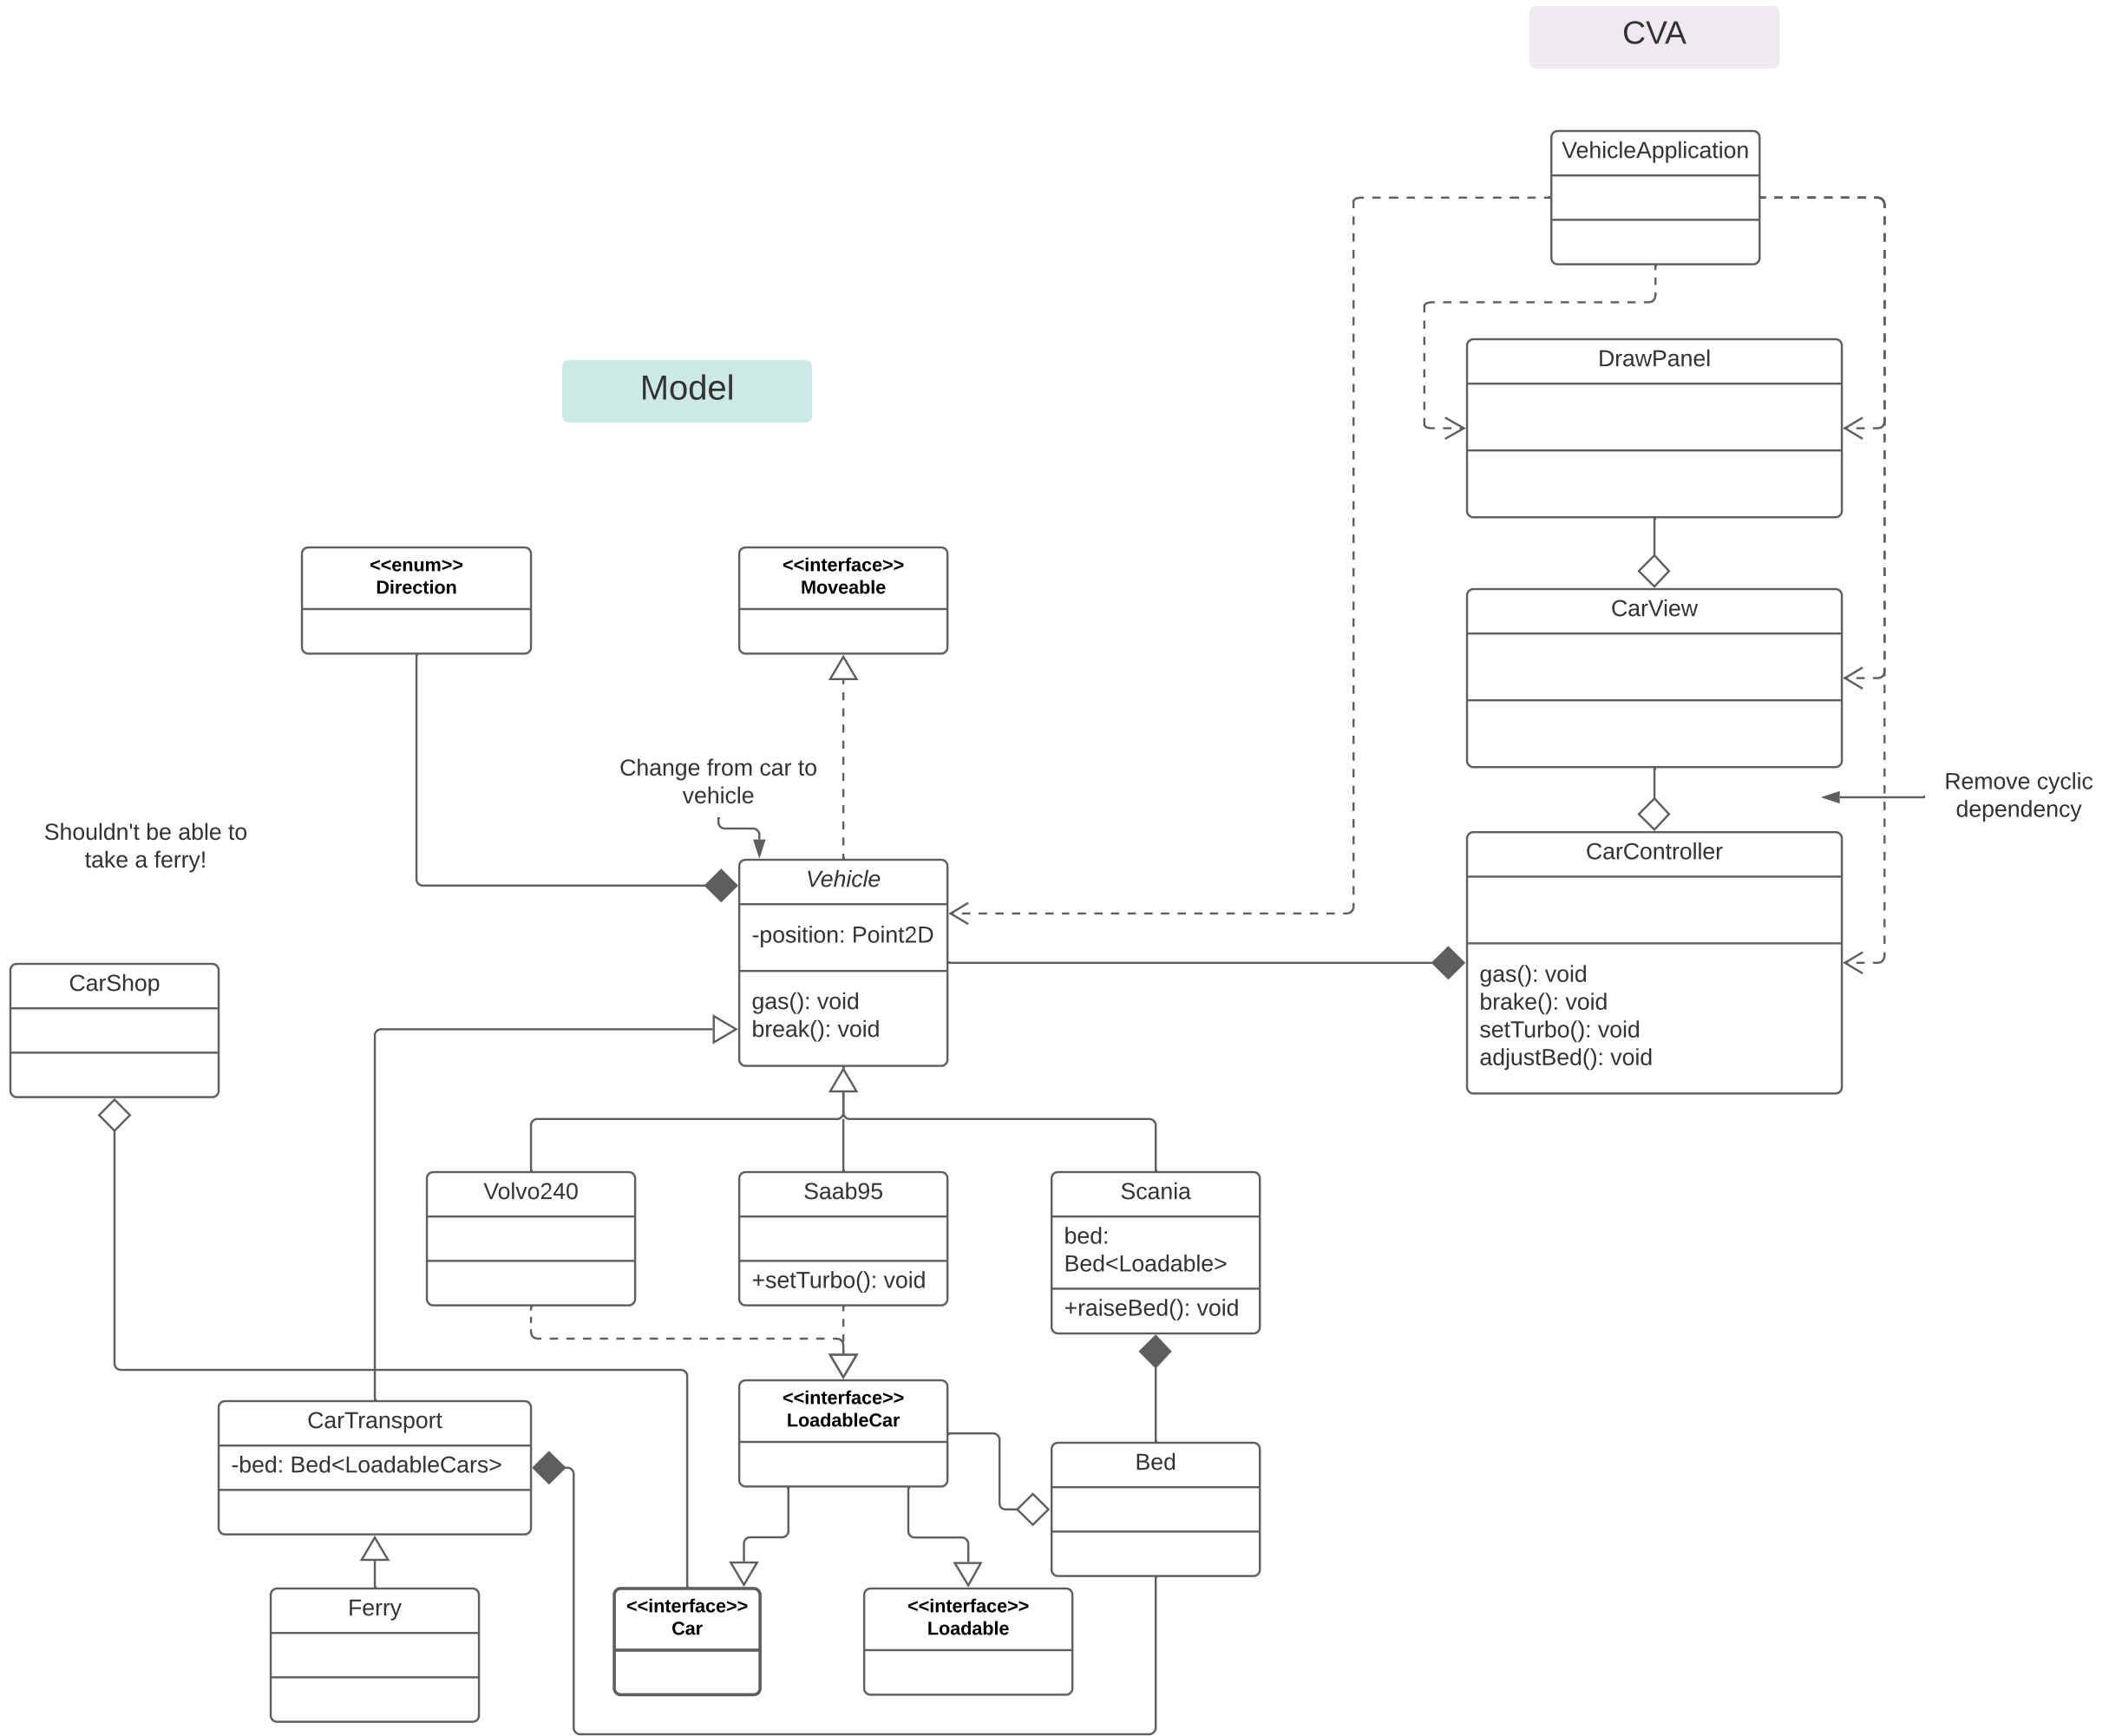 CVA
VehicleApplication
DrawPanel
Model
<<enum>>
Direction
<<interface>>
Moveable
CarView
Change from car to
vehicle
Remove cyclic
dependency
Shouldn't be able to
take a ferry!
Vehicle
-position: Point2D
gas(): void
break(): void
CarController
gas(): void
brake(): void
setTurbo(): void
adjustBed(): void
CarShop
Volvo240
Saab95
+setTurbo(): void
Scania
bed:
Bed<Loadable>
+raiseBed(): void
CarTransport
-bed: Bed<LoadableCars>
<<interface>>
LoadableCar
Bed
Ferry
<<interface>>
Car
<<interface>>
Loadable